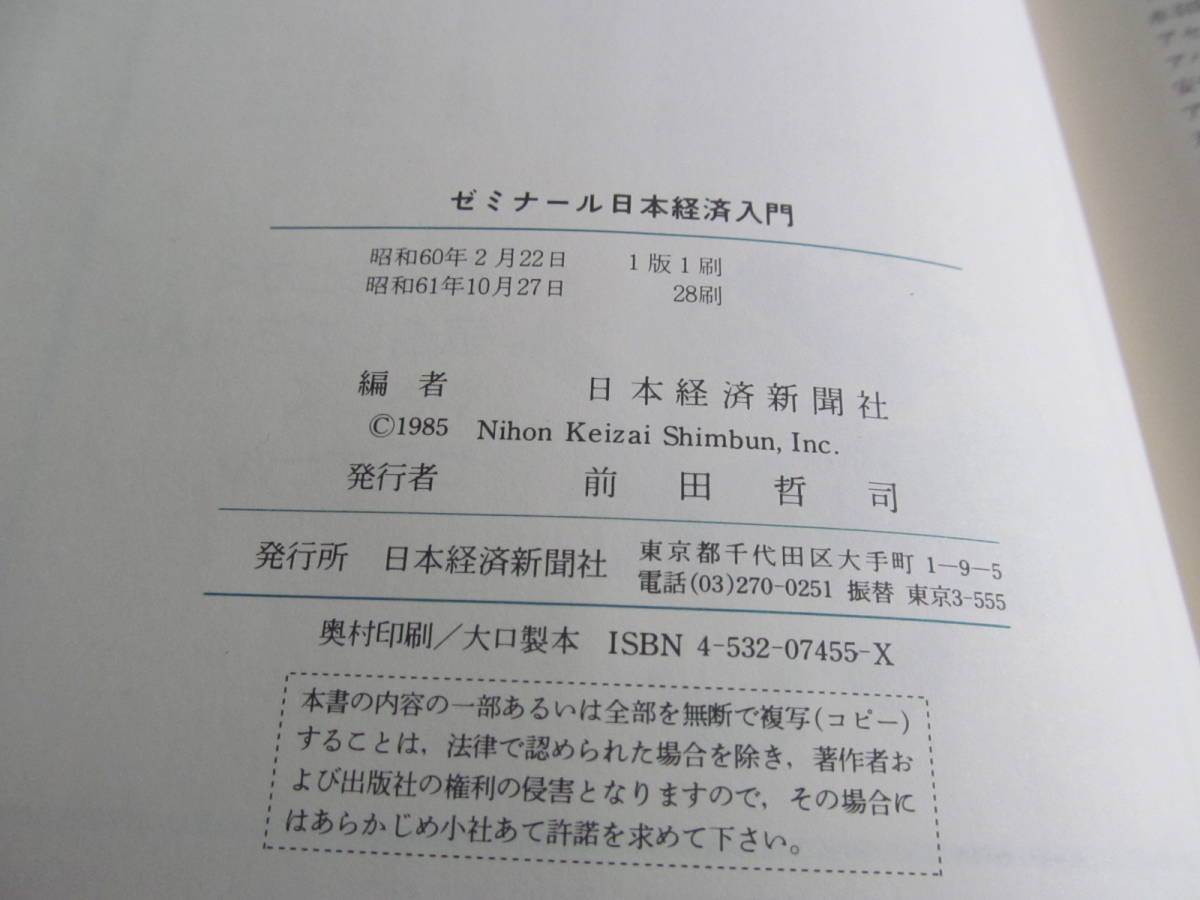 ゼミナール日本経済入門
昭和60年2月22日 1版1刷
昭和61年10月27日 28刷
編者 日本経済新聞社
©1985 Nihon Keizai Shimbun, Inc.
発行者 前田哲司
発行所 日本経済新聞社 東京都千代田区大手町1-9-5
電話(03)270-0251 振替 東京3-555
奥村印刷/大口製本 ISBN 4-532-07455-X
本書の内容の一部あるいは全部を無断で複写(コピー)
することは, 法律で認められた場合を除き, 著作者お
よび出版社の権利の侵害となりますので, その場合に
はあらかじめ小社あて許諾を求めて下さい。